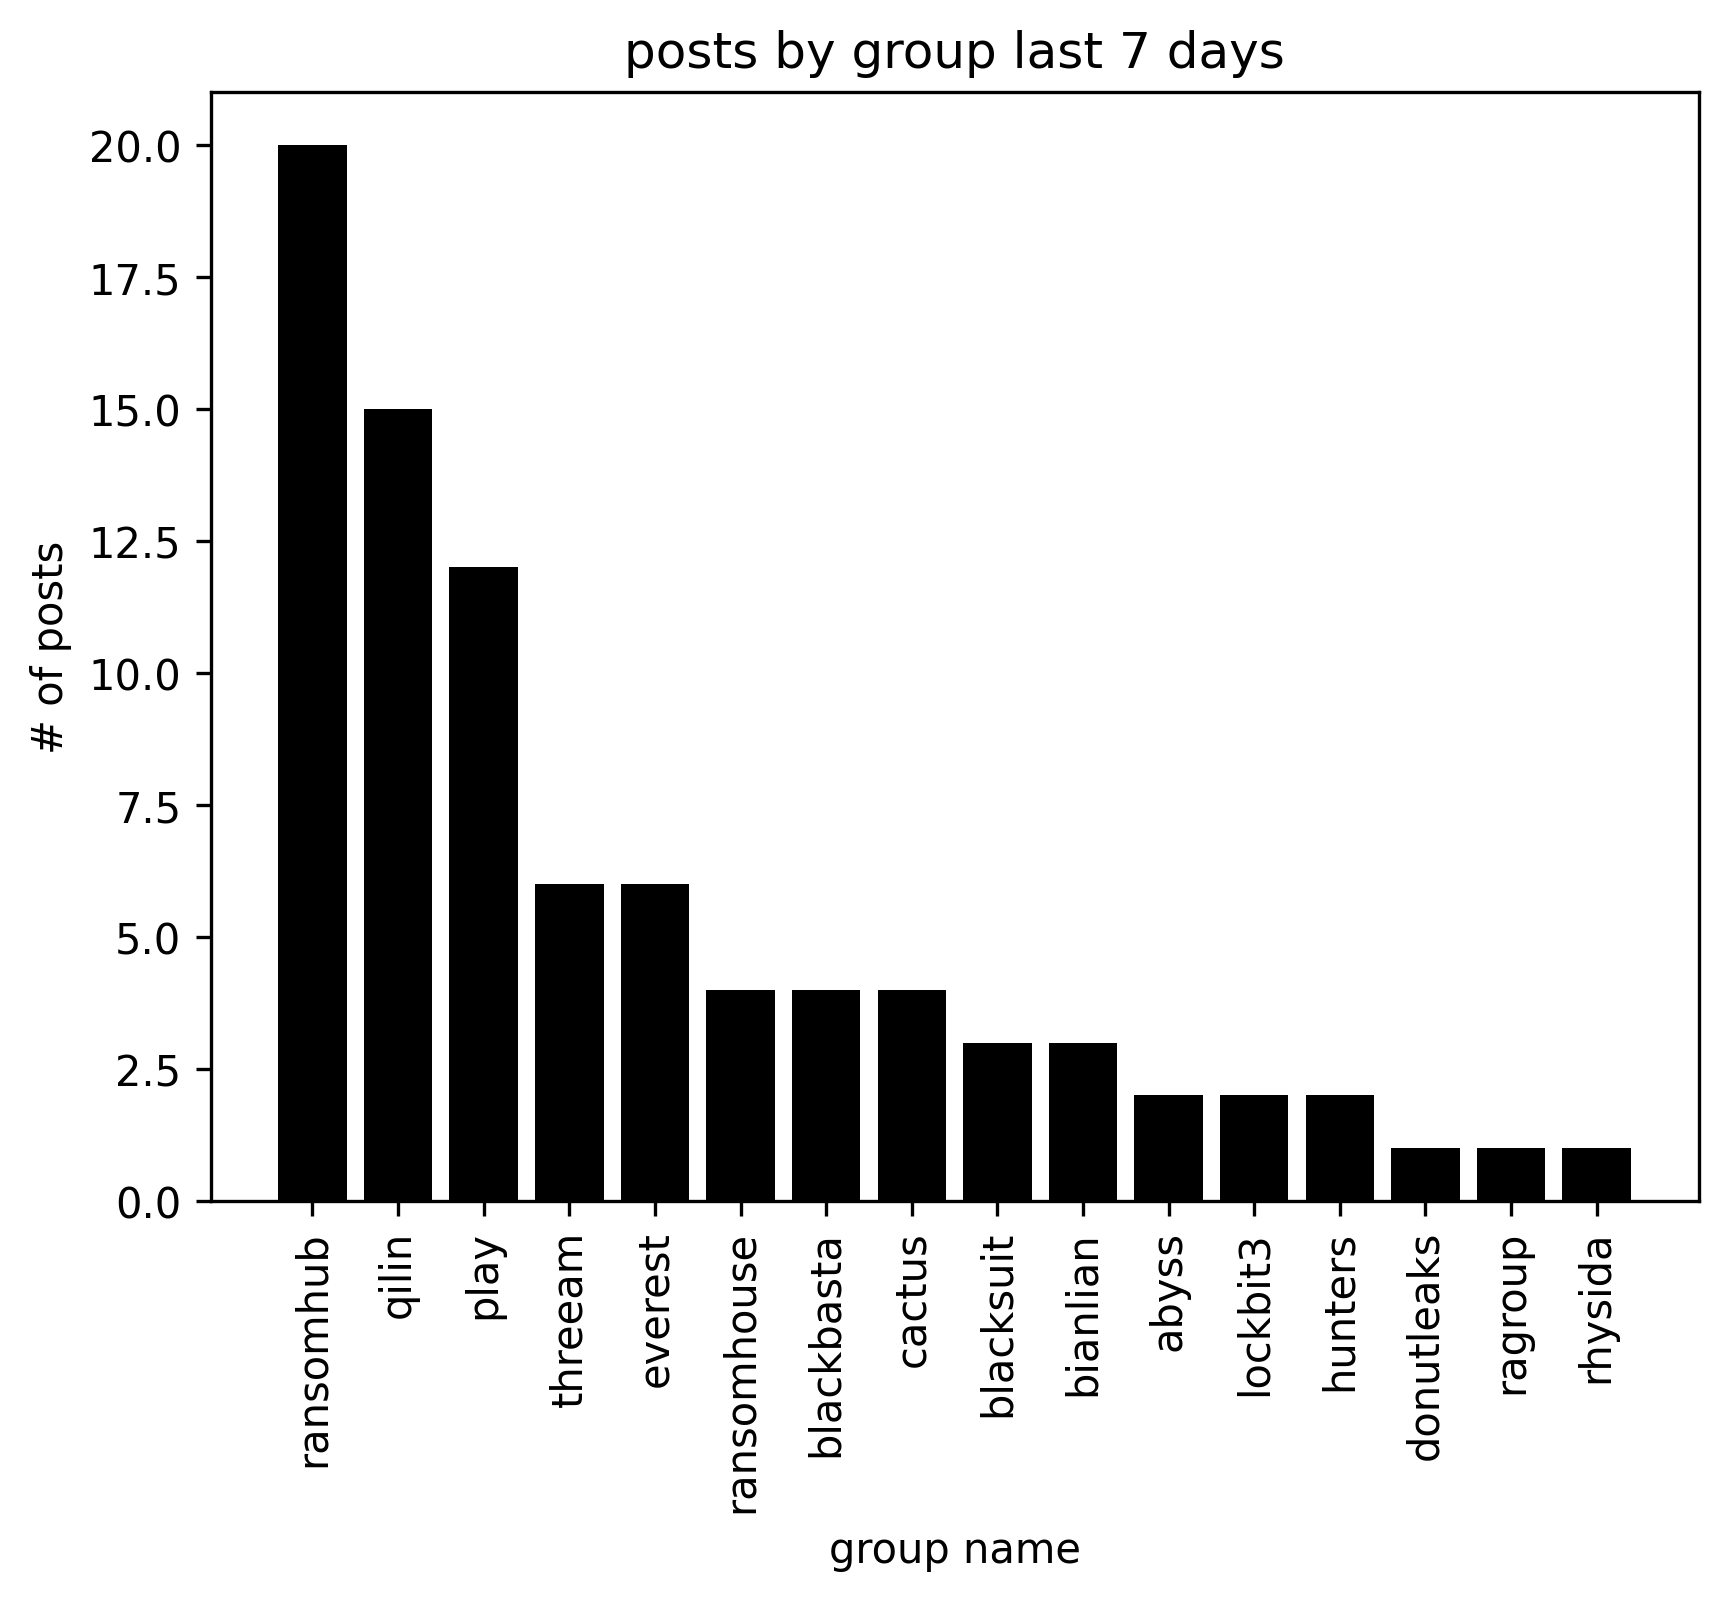 posts by group last 7 days
# of posts
20.0
17.5
15.0
12.5
10.0
7.5
5.0
2.5
0.0
ransomhub
qilin
play
threeam
everest
ransomhouse
blackbasta
cactus
blacksuit
bianlian
abyss
lockbit3
hunters
donutleaks
ragroup
rhysida
group name